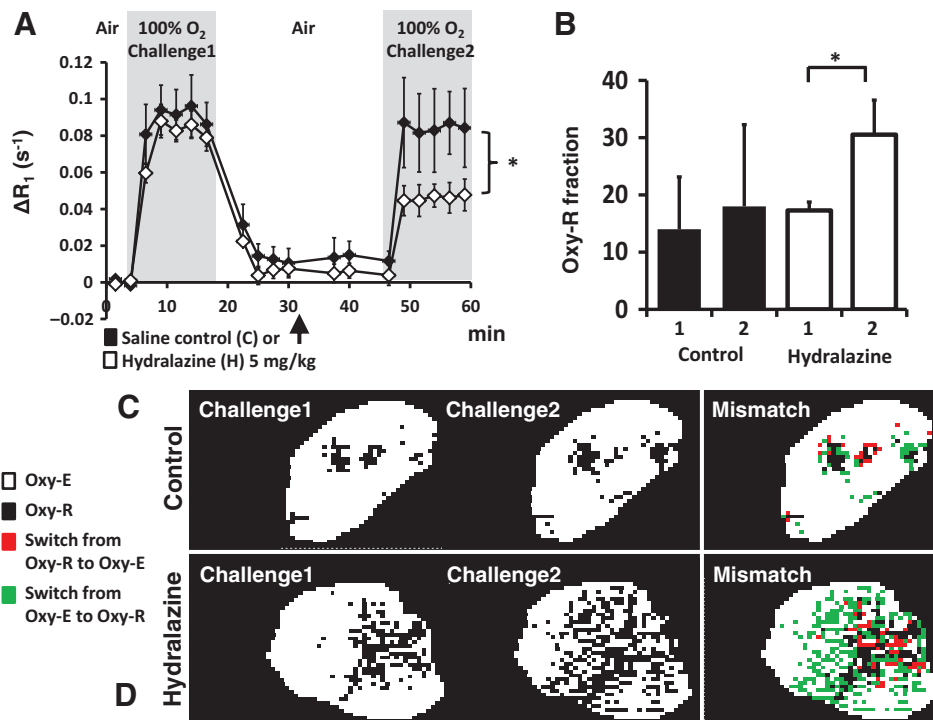 A
Air
100% O2
Challenge1
Air
100% O2
Challenge2
ΔR1 (s-1)
0.12
0.1
0.08
0.06
0.04
0.02
0
−0.02
0
10
20
30
40
50
60
min
*
Saline control (C) or
Hydralazine (H) 5 mg/kg
B
Oxy-R fraction
40
30
20
10
0
*
1
2
1
2
Control
Hydralazine
C
Control
Challenge1
Challenge2
Mismatch
Oxy-E
Oxy-R
Switch from
Oxy-R to Oxy-E
Switch from
Oxy-E to Oxy-R
D
Hydralazine
Challenge1
Challenge2
Mismatch